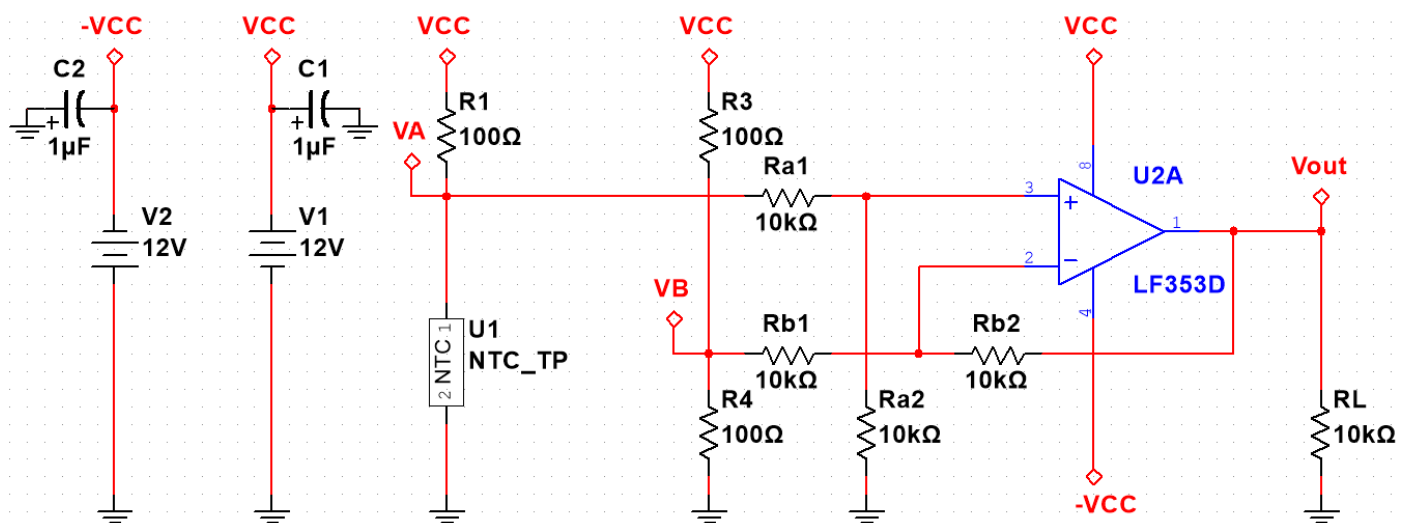 -VCC
VCC
VCC
VCC
VCC
C2
1µF
+
C1
1µF
+
V2
12V
V1
12V
VA
R1
100Ω
R3
100Ω
Ra1
10kΩ
VB
U1
NTC_TP
1
NTC
2
Rb1
10kΩ
Rb2
10kΩ
R4
100Ω
Ra2
10kΩ
U2A
LF353D
8
3
+
2
−
1
4
-VCC
Vout
RL
10kΩ